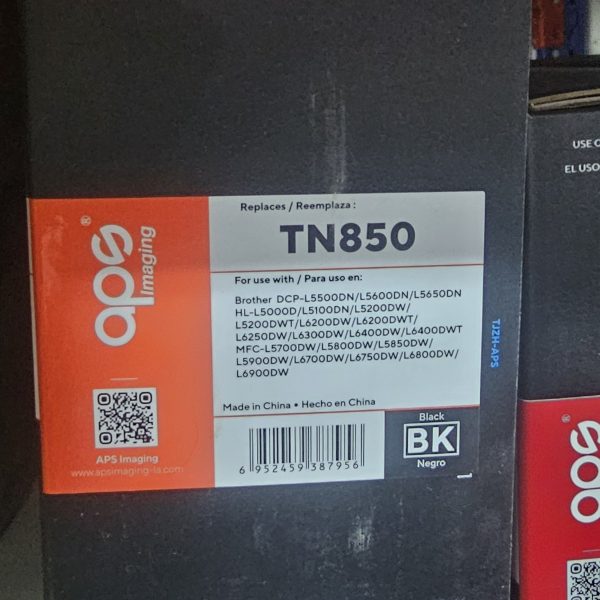 Replaces / Reemplaza :
TN850
For use with / Para uso en:
Brother DCP-L5500DN/L5600DN/L5650DN
HL-L5000D/L5100DN/L5200DW/
L5200DWT/L6200DW/L6200DWT/
L6250DW/L6300DW/L6400DW/L6400DWT
MFC-L5700DW/L5800DW/L5850DW/
L5900DW/L6700DW/L6750DW/L6800DW/
L6900DW
Made in China • Hecho en China
6 952459 387956
Black
BK
Negro
aps®
Imaging
APS Imaging
www.apsimaging-ls.com
TJZH-APS
USE
EL USO
aps®